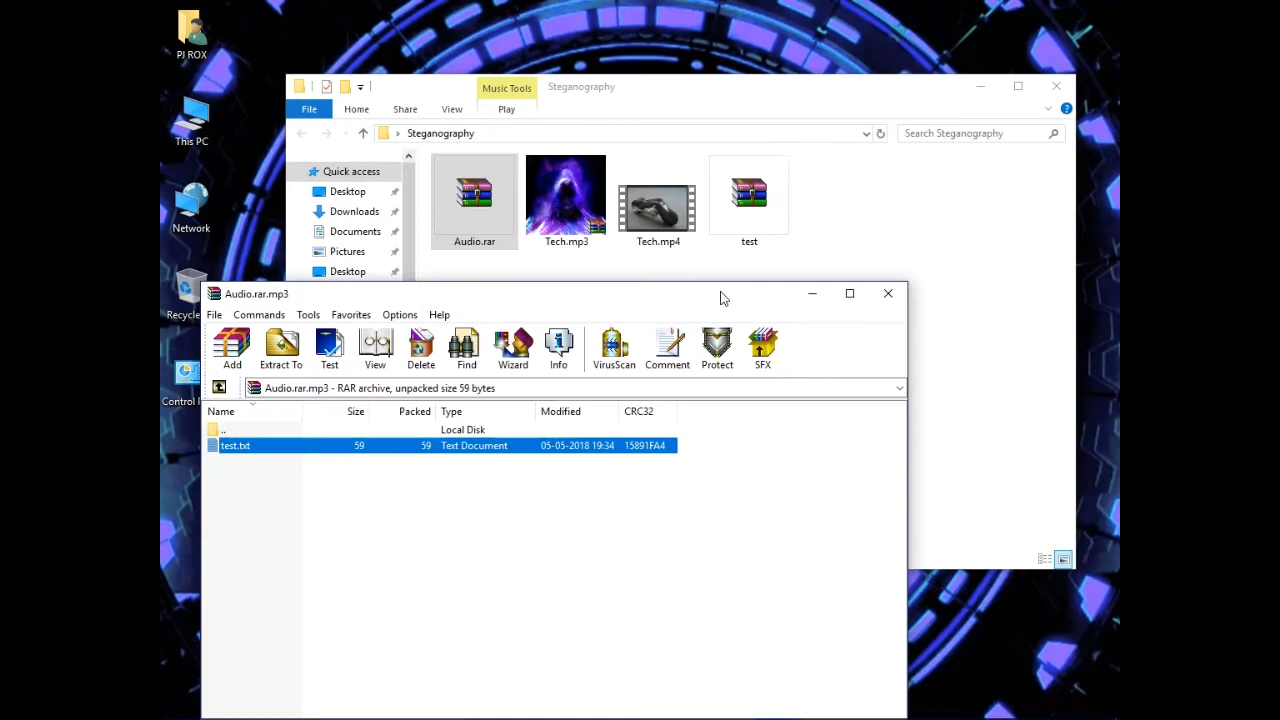 PJ ROX
This PC
Network
Recycle
Control
Music Tools
Steganography
File
Home
Share
View
Play
Steganography
Search Steganography
Quick access
Desktop
Downloads
Documents
Pictures
Desktop
Audio.rar
Tech.mp3
Tech.mp4
test
Audio.rar.mp3
File Commands Tools Favorites Options Help
Add Extract To Test View Delete Find Wizard Info VirusScan Comment Protect SFX
Audio.rar.mp3 - RAR archive, unpacked size 59 bytes
Name Size Packed Type Modified CRC32
.. Local Disk
test.txt 59 59 Text Document 05-05-2018 19:34 15891FA4